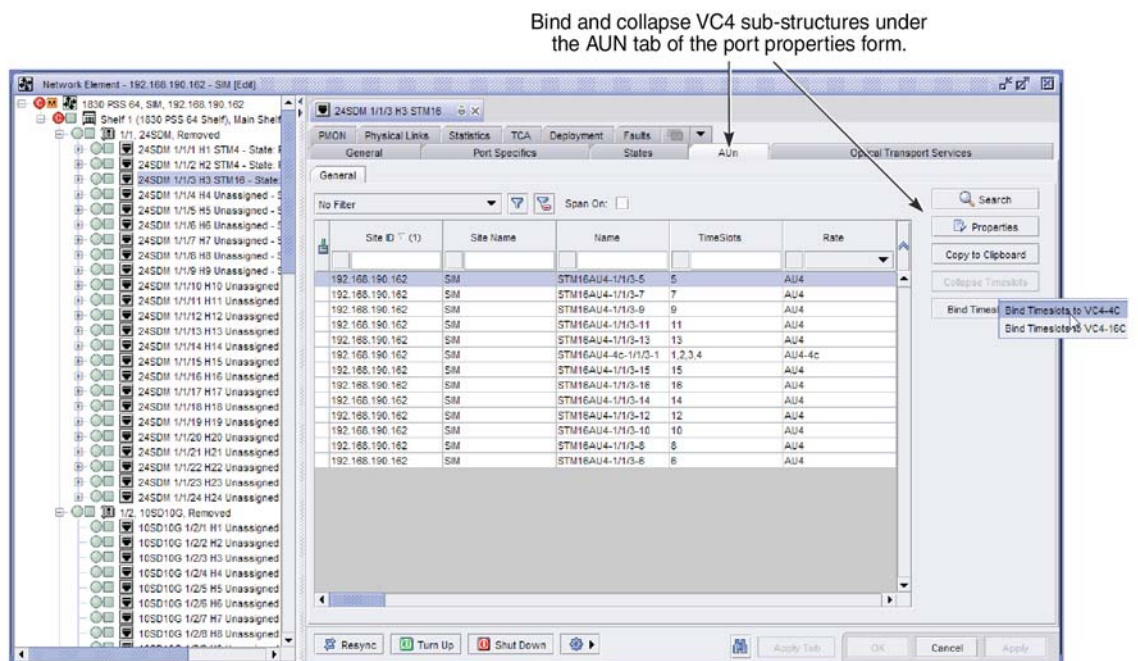 Bind and collapse VC4 sub-structures under
the AUN tab of the port properties form.
Network Element - 192.168.190.162 - SIM [Edit]
1830 PSS 64, SIM, 192.168.190.162
Shelf 1 (1830 PSS 64 Shelf), Main Shelf
1/1, 24SDM, Removed
24SDM 1/1/1 H1 STM4 - State:
24SDM 1/1/2 H2 STM4 - State:
24SDM 1/1/3 H3 STM16 - State:
24SDM 1/1/4 H4 Unassigned - S
24SDM 1/1/5 H5 Unassigned - S
24SDM 1/1/6 H6 Unassigned - S
24SDM 1/1/7 H7 Unassigned - S
24SDM 1/1/8 H8 Unassigned - S
24SDM 1/1/9 H9 Unassigned - S
24SDM 1/1/10 H10 Unassigned
24SDM 1/1/11 H11 Unassigned
24SDM 1/1/12 H12 Unassigned
24SDM 1/1/13 H13 Unassigned
24SDM 1/1/14 H14 Unassigned
24SDM 1/1/15 H15 Unassigned
24SDM 1/1/16 H16 Unassigned
24SDM 1/1/17 H17 Unassigned
24SDM 1/1/18 H18 Unassigned
24SDM 1/1/19 H19 Unassigned
24SDM 1/1/20 H20 Unassigned
24SDM 1/1/21 H21 Unassigned
24SDM 1/1/22 H22 Unassigned
24SDM 1/1/23 H23 Unassigned
24SDM 1/1/24 H24 Unassigned
1/2, 10SD10G, Removed
10SD10G 1/2/1 H1 Unassigned
10SD10G 1/2/2 H2 Unassigned
10SD10G 1/2/3 H3 Unassigned
10SD10G 1/2/4 H4 Unassigned
10SD10G 1/2/5 H5 Unassigned
10SD10G 1/2/6 H6 Unassigned
10SD10G 1/2/7 H7 Unassigned
10SD10G 1/2/8 H8 Unassigned
24SDM 1/1/3 H3 STM16
PMON Physical Links Statistics TCA Deployment Faults
General Port Specifics States AUn Optical Transport Services
General
No Filter Span On:
Site ID (1) Site Name Name TimeSlots Rate
192.168.190.162 SIM STM16AU4-1/1/3-5 5 AU4
192.168.190.162 SIM STM16AU4-1/1/3-7 7 AU4
192.168.190.162 SIM STM16AU4-1/1/3-9 9 AU4
192.168.190.162 SIM STM16AU4-1/1/3-11 11 AU4
192.168.190.162 SIM STM16AU4-1/1/3-13 13 AU4
192.168.190.162 SIM STM16AU4-4c-1/1/3-1 1,2,3,4 AU4-4c
192.168.190.162 SIM STM16AU4-1/1/3-15 15 AU4
192.168.190.162 SIM STM16AU4-1/1/3-16 16 AU4
192.168.190.162 SIM STM16AU4-1/1/3-14 14 AU4
192.168.190.162 SIM STM16AU4-1/1/3-12 12 AU4
192.168.190.162 SIM STM16AU4-1/1/3-10 10 AU4
192.168.190.162 SIM STM16AU4-1/1/3-8 8 AU4
192.168.190.162 SIM STM16AU4-1/1/3-6 6 AU4
Search
Properties
Copy to Clipboard
Collapse Timeslots
Bind Timesl
Bind Timeslots to VC4-4C
Bind Timeslots to VC4-16C
Resync Turn Up Shut Down Apply Tab OK Cancel Apply